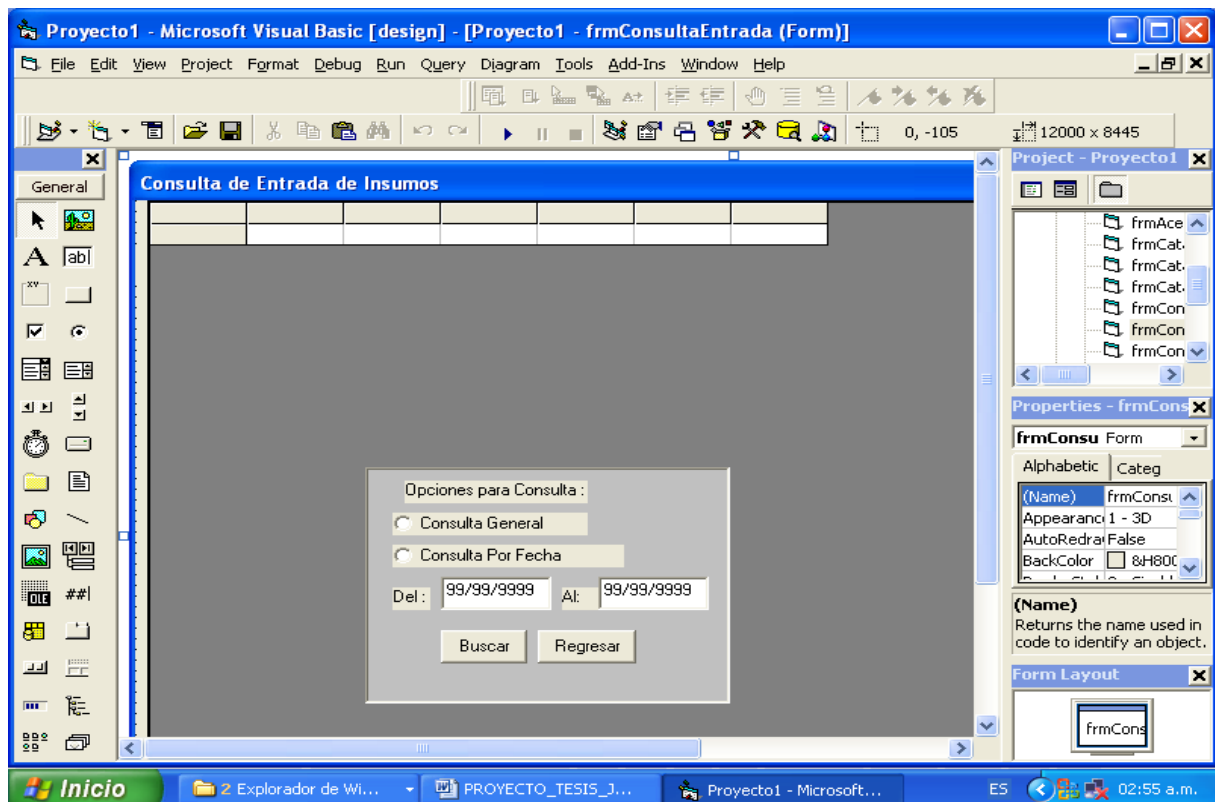 Proyecto1 - Microsoft Visual Basic [design] - [Proyecto1 - frmConsultaEntrada (Form)]
File Edit View Project Format Debug Run Query Diagram Tools Add-Ins Window Help
0, -105 12000 x 8445
General
A ab|
XY
OLE ##|
Consulta de Entrada de Insumos
Opciones para Consulta :
Consulta General
Consulta Por Fecha
Del : 99/99/9999 Al: 99/99/9999
Buscar Regresar
Project - Proyecto1
frmAce
frmCat
frmCat
frmCat
frmCon
frmCon
frmCon
Properties - frmCons
frmConsu Form
Alphabetic Categ
(Name) frmConsu
Appearanc 1 - 3D
AutoRedra False
BackColor &H800
(Name)
Returns the name used in
code to identify an object.
Form Layout
frmCons
Inicio 2 Explorador de Wi... PROYECTO_TESIS_J... Proyecto1 - Microsoft... ES 02:55 a.m.